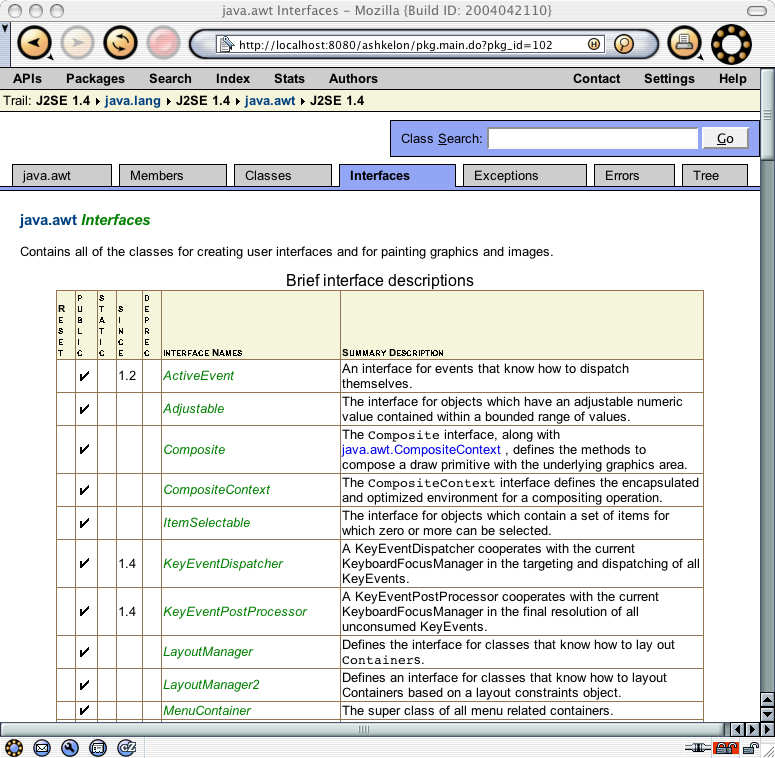 java.awt Interfaces - Mozilla {Build ID: 2004042110}
http://localhost:8080/ashkelon/pkg.main.do?pkg_id=102
APIs Packages Search Index Stats Authors Contact Settings Help
Trail: J2SE 1.4 java.lang J2SE 1.4 java.awt J2SE 1.4
Class Search: Go
java.awt Members Classes Interfaces Exceptions Errors Tree
java.awt Interfaces
Contains all of the classes for creating user interfaces and for painting graphics and images.
Brief interface descriptions
RESET PUBLIC STATIC SINCE DEPREC INTERFACE NAMES SUMMARY DESCRIPTION
✔ 1.2 ActiveEvent An interface for events that know how to dispatch
themselves.
✔ Adjustable The interface for objects which have an adjustable numeric
value contained within a bounded range of values.
✔ Composite The Composite interface, along with
java.awt.CompositeContext , defines the methods to
compose a draw primitive with the underlying graphics area.
✔ CompositeContext The CompositeContext interface defines the encapsulated
and optimized environment for a compositing operation.
✔ ItemSelectable The interface for objects which contain a set of items for
which zero or more can be selected.
✔ 1.4 KeyEventDispatcher A KeyEventDispatcher cooperates with the current
KeyboardFocusManager in the targeting and dispatching of all
KeyEvents.
✔ 1.4 KeyEventPostProcessor A KeyEventPostProcessor cooperates with the current
KeyboardFocusManager in the final resolution of all
unconsumed KeyEvents.
✔ LayoutManager Defines the interface for classes that know how to lay out
Containers.
✔ LayoutManager2 Defines an interface for classes that know how to layout
Containers based on a layout constraints object.
✔ MenuContainer The super class of all menu related containers.